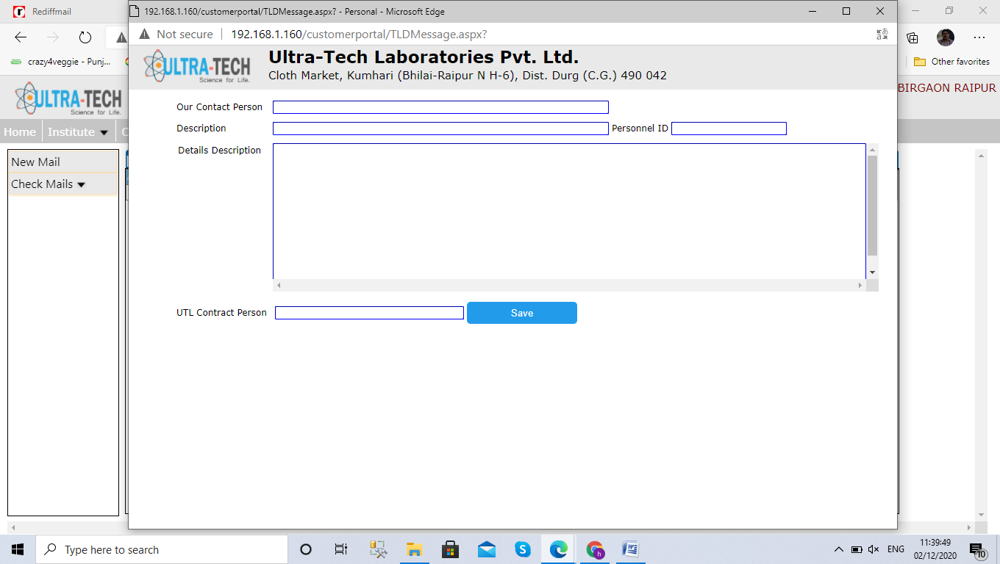 Rediffmail
192.168.1.160/customerportal/TLDMessage.aspx? - Personal - Microsoft Edge
Not secure 192.168.1.160/customerportal/TLDMessage.aspx?
crazy4veggie - Punj...
Other favorites
ULTRA-TECH
Science for Life.
Ultra-Tech Laboratories Pvt. Ltd.
Cloth Market, Kumhari (Bhilai-Raipur N H-6), Dist. Durg (C.G.) 490 042
ULTRA-TECH
Science for Life.
BIRGAON RAIPUR
Home Institute C
New Mail
Check Mails
Our Contact Person
Description Personnel ID
Details Description
UTL Contract Person Save
Type here to search
h
ENG
11:39:49
02/12/2020
10